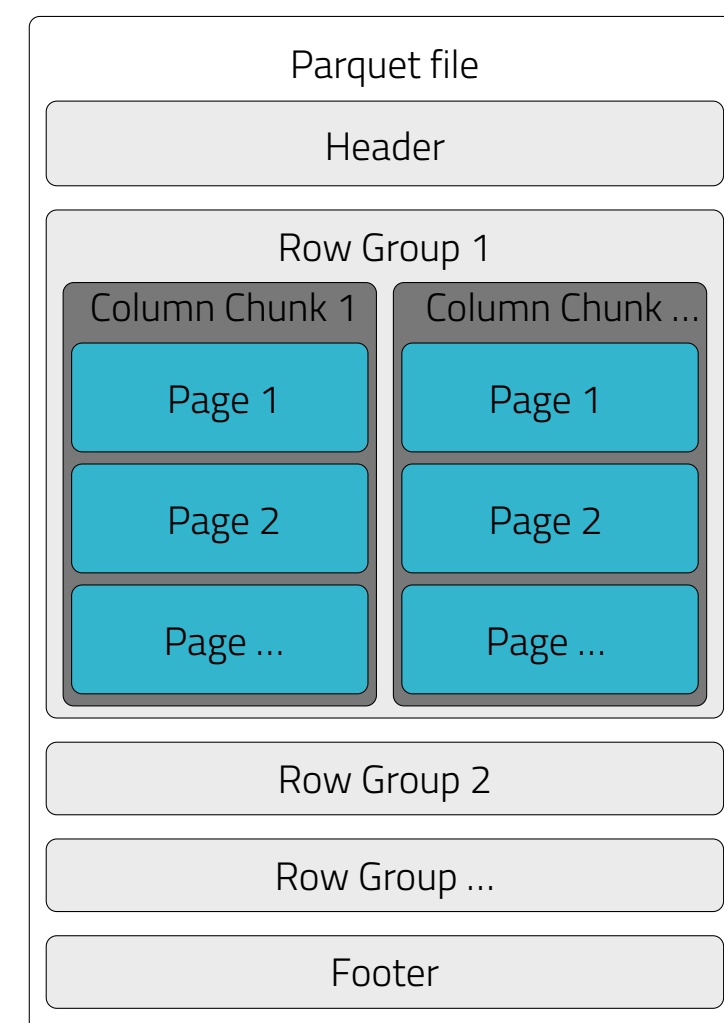 Parquet file
Header
Row Group 1
Column Chunk 1
Page 1
Page 2
Page ...
Column Chunk ...
Page 1
Page 2
Page ...
Row Group 2
Row Group ...
Footer